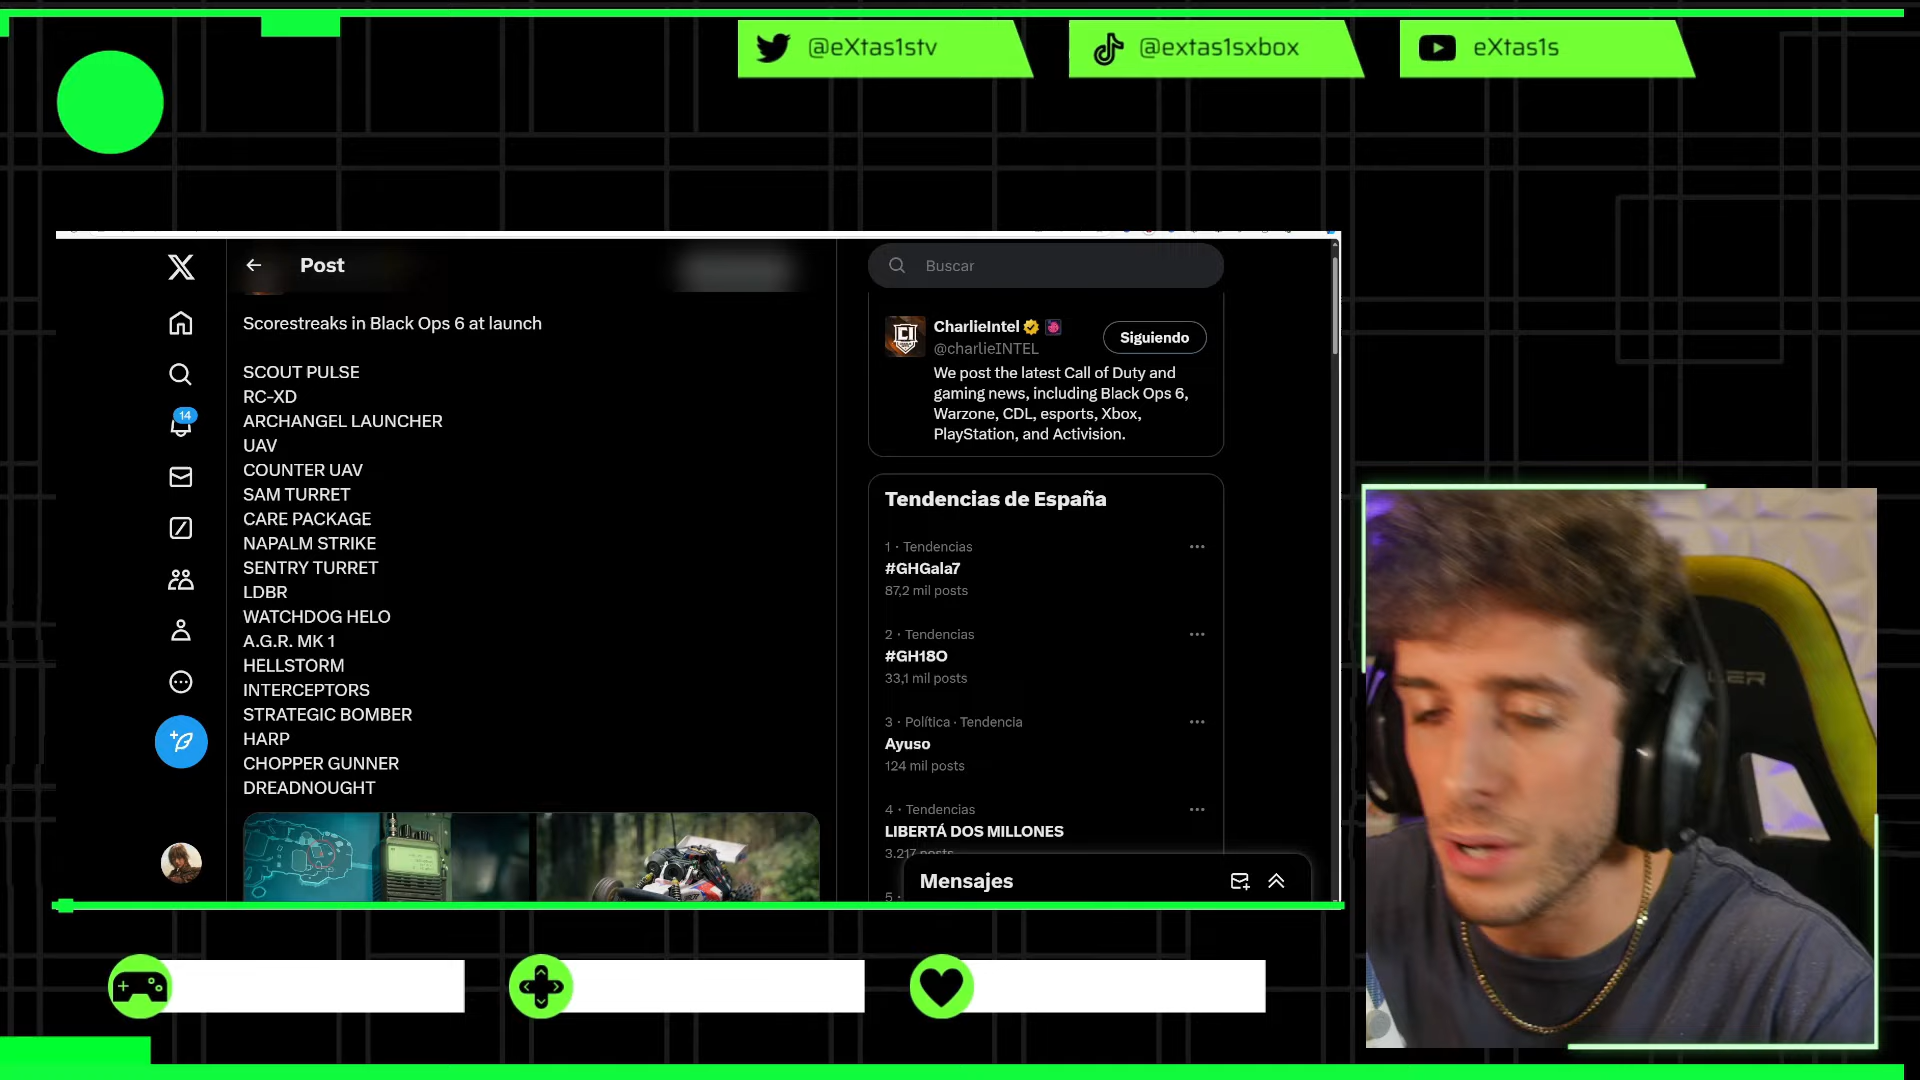 @eXtas1stv
@extas1sxbox
eXtas1s
Post
Buscar
Scorestreaks in Black Ops 6 at launch
SCOUT PULSE
RC-XD
ARCHANGEL LAUNCHER
UAV
COUNTER UAV
SAM TURRET
CARE PACKAGE
NAPALM STRIKE
SENTRY TURRET
LDBR
WATCHDOG HELO
A.G.R. MK 1
HELLSTORM
INTERCEPTORS
STRATEGIC BOMBER
HARP
CHOPPER GUNNER
DREADNOUGHT
14
CharlieIntel
@charlieINTEL
Siguiendo
We post the latest Call of Duty and
gaming news, including Black Ops 6,
Warzone, CDL, esports, Xbox,
PlayStation, and Activision.
Tendencias de España
1 · Tendencias
#GHGala7
87,2 mil posts
2 · Tendencias
#GH18O
33,1 mil posts
3 · Política · Tendencia
Ayuso
124 mil posts
4 · Tendencias
LIBERTÁ DOS MILLONES
3.217 posts
5 ·
Mensajes